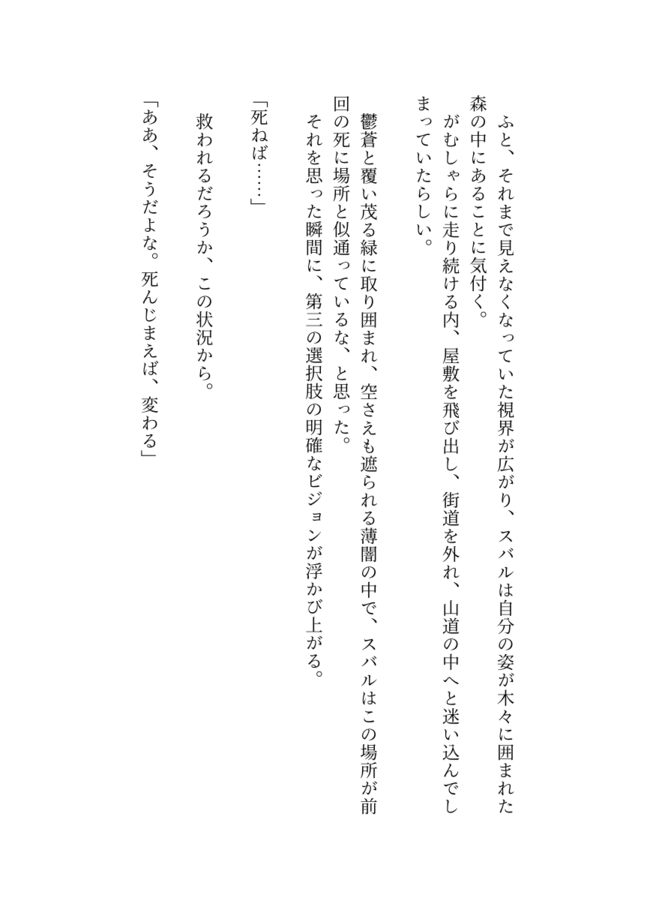 ふと、それまで見えなくなっていた視界が広がり、スバルは自分の姿が木々に囲まれた
森の中にあることに気付く。
がむしゃらに走り続ける内、屋敷を飛び出し、街道を外れ、山道の中へと迷い込んでし
まっていたらしい。
鬱蒼と覆い茂る緑に取り囲まれ、空さえも遮られる薄闇の中で、スバルはこの場所が前
回の死に場所と似通っているな、と思った。
それを思った瞬間に、第三の選択肢の明確なビジョンが浮かび上がる。
「死ねば……」
救われるだろうか、この状況から。
「ああ、そうだよな。死んじまえば、変わる」